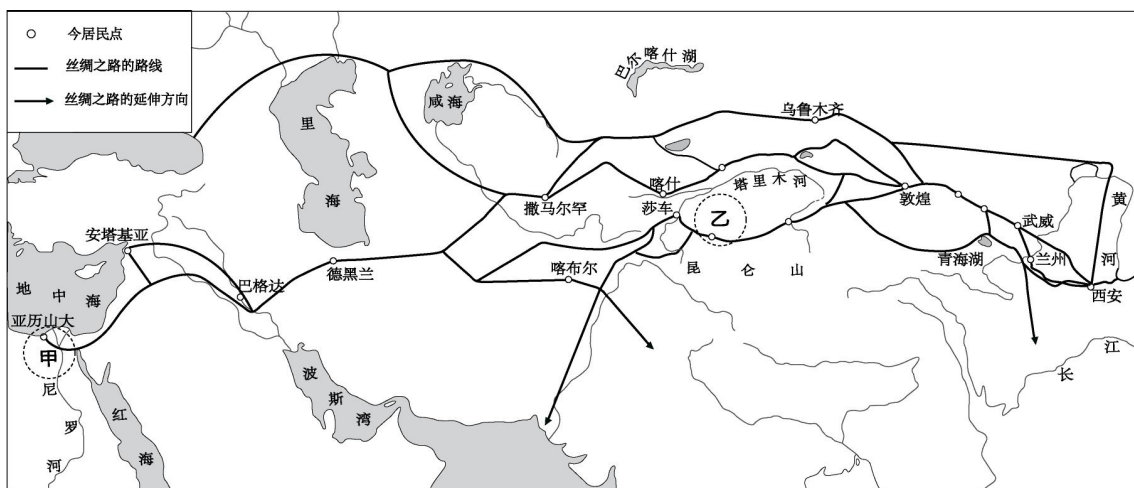 今居民点
丝绸之路的路线
丝绸之路的延伸方向
巴尔喀什湖
咸海
里海
乌鲁木齐
喀什
塔里木河
撒马尔罕
莎车
乙
敦煌
黄河
武威
安塔基亚
德黑兰
喀布尔
昆仑山
青海湖
兰州
西安
地中海
巴格达
亚历山大
甲
尼罗河
红海
波斯湾
长江